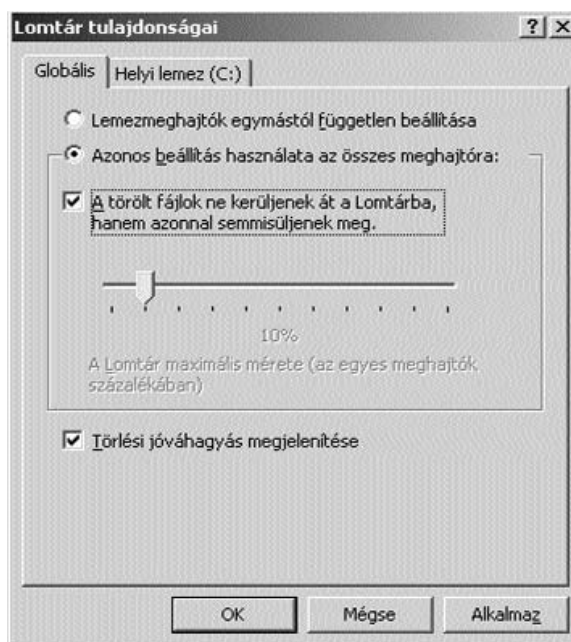 Lomtár tulajdonságai
Globális
Helyi lemez (C:)
Lemezmeghajtók egymástól független beállítása
Azonos beállítás használata az összes meghajtóra:
A törölt fájlok ne kerüljenek át a Lomtárba,
hanem azonnal semmisüljenek meg.
10%
A Lomtár maximális mérete (az egyes meghajtók
százalékában)
Törlési jóváhagyás megjelenítése
OK
Mégse
Alkalmaz